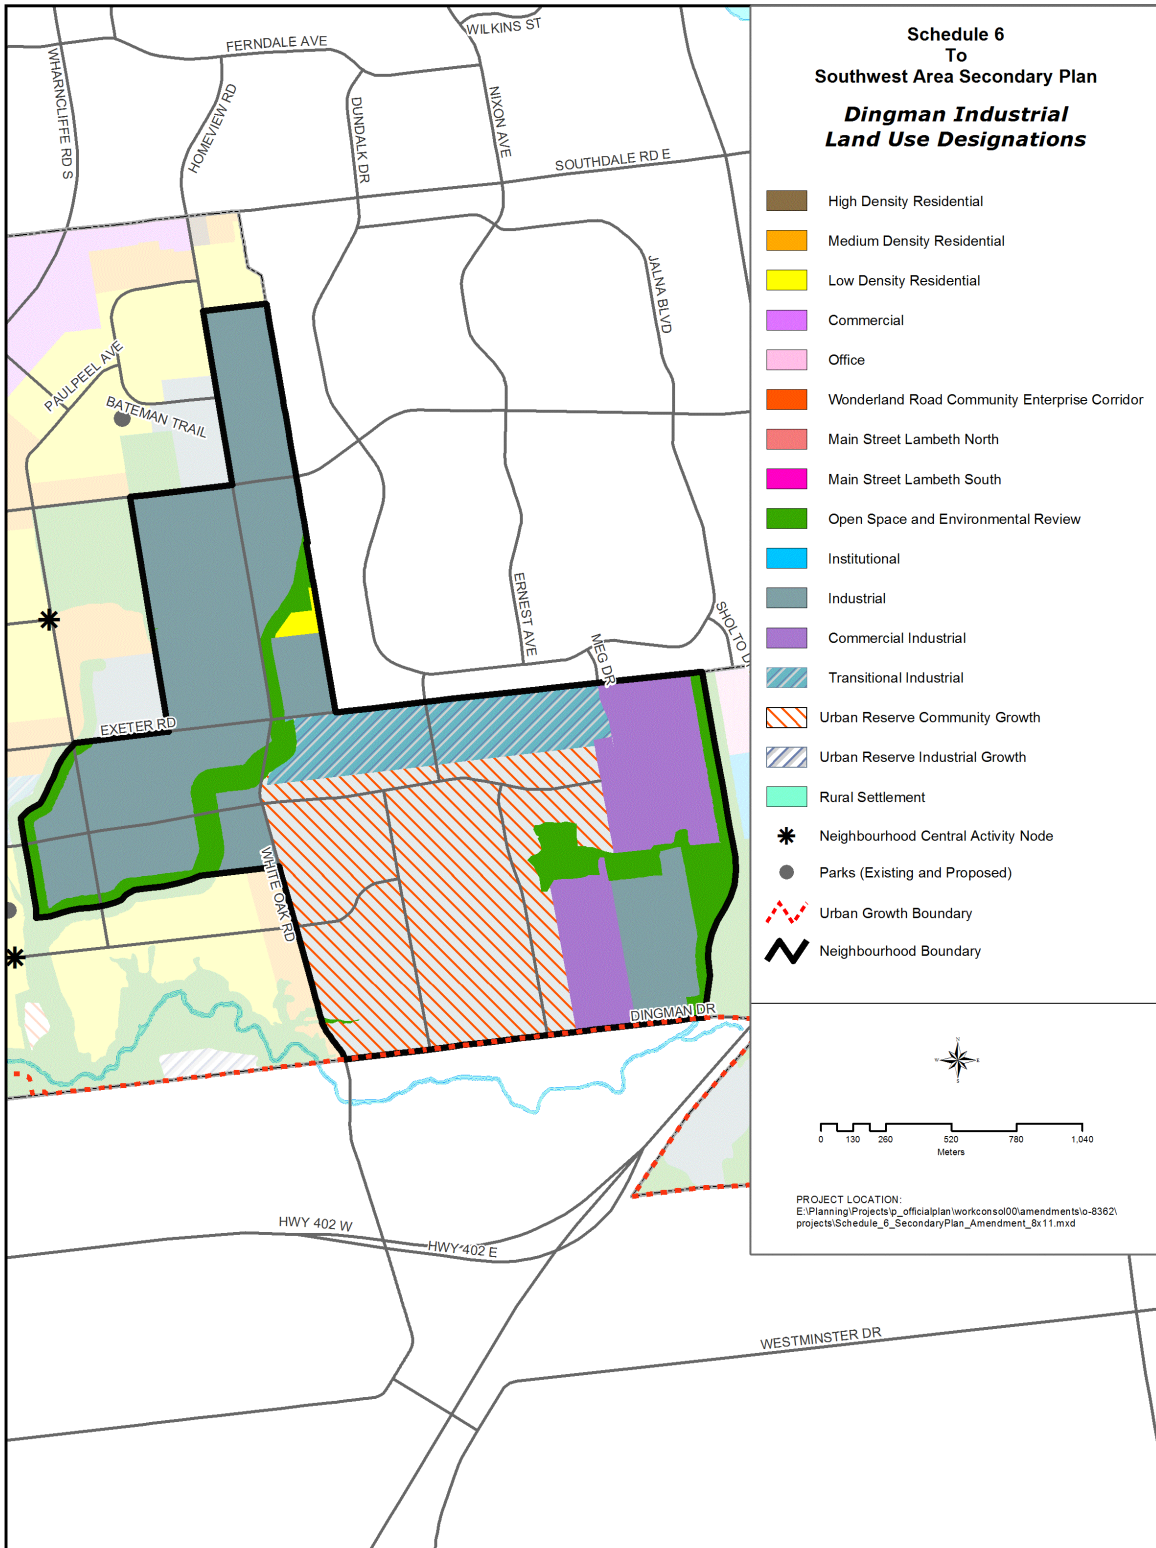 Schedule 6
To
Southwest Area Secondary Plan
Dingman Industrial
Land Use Designations
High Density Residential
Medium Density Residential
Low Density Residential
Commercial
Office
Wonderland Road Community Enterprise Corridor
Main Street Lambeth North
Main Street Lambeth South
Open Space and Environmental Review
Institutional
Industrial
Commercial Industrial
Transitional Industrial
Urban Reserve Community Growth
Urban Reserve Industrial Growth
Rural Settlement
Neighbourhood Central Activity Node
Parks (Existing and Proposed)
Urban Growth Boundary
Neighbourhood Boundary
N
W E
S
0 130 260 520 780 1,040
Meters
PROJECT LOCATION:
E:\Planning\Projects\p_officialplan\workconsol00\amendments\o-8362\
projects\Schedule_6_SecondaryPlan_Amendment_8x11.mxd
WILKINS ST
FERNDALE AVE
WHARNCLIFFE RD S
HOMEVIEW RD
DUNDALK DR
NIXON AVE
SOUTHDALE RD E
JALNA BLVD
PAULPEEL AVE
BATEMAN TRAIL
ERNEST AVE
MEG DR
SHOLTO D
EXETER RD
WHITE OAK RD
DINGMAN DR
HWY 402 W
HWY 402 E
WESTMINSTER DR